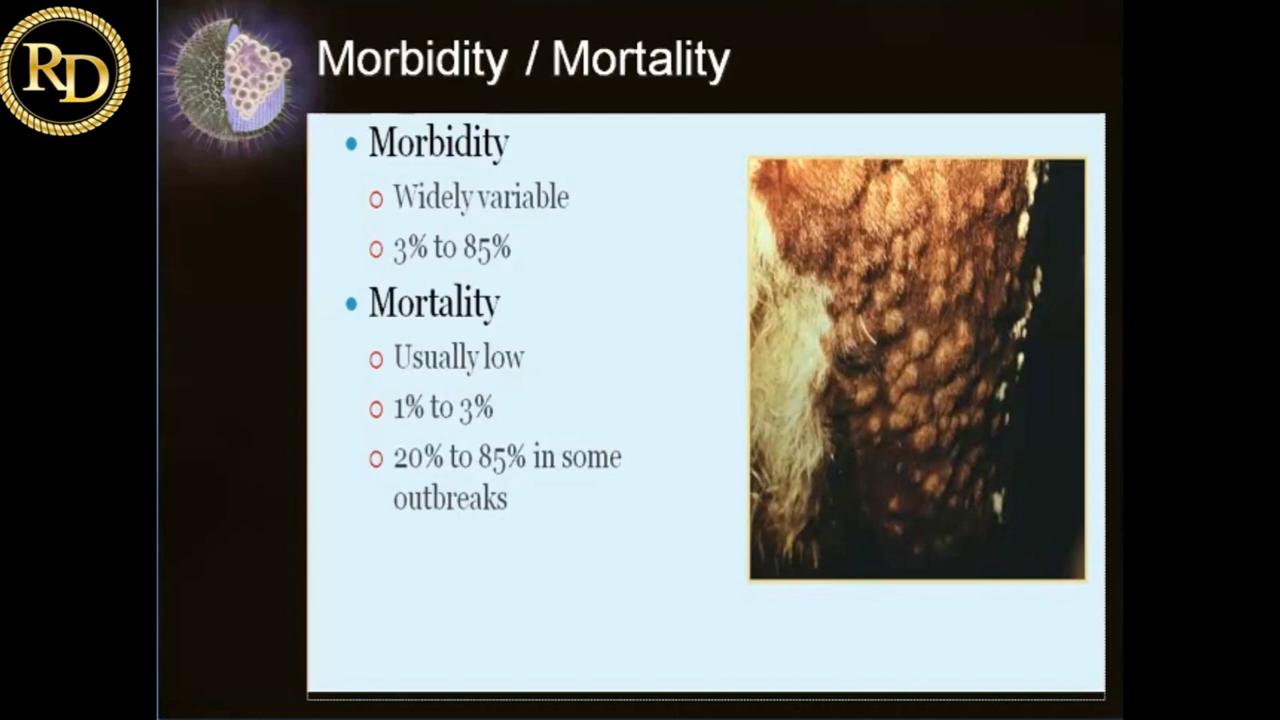 RD
Morbidity / Mortality
Morbidity
Widely variable
3% to 85%
Mortality
Usually low
1% to 3%
20% to 85% in some
outbreaks